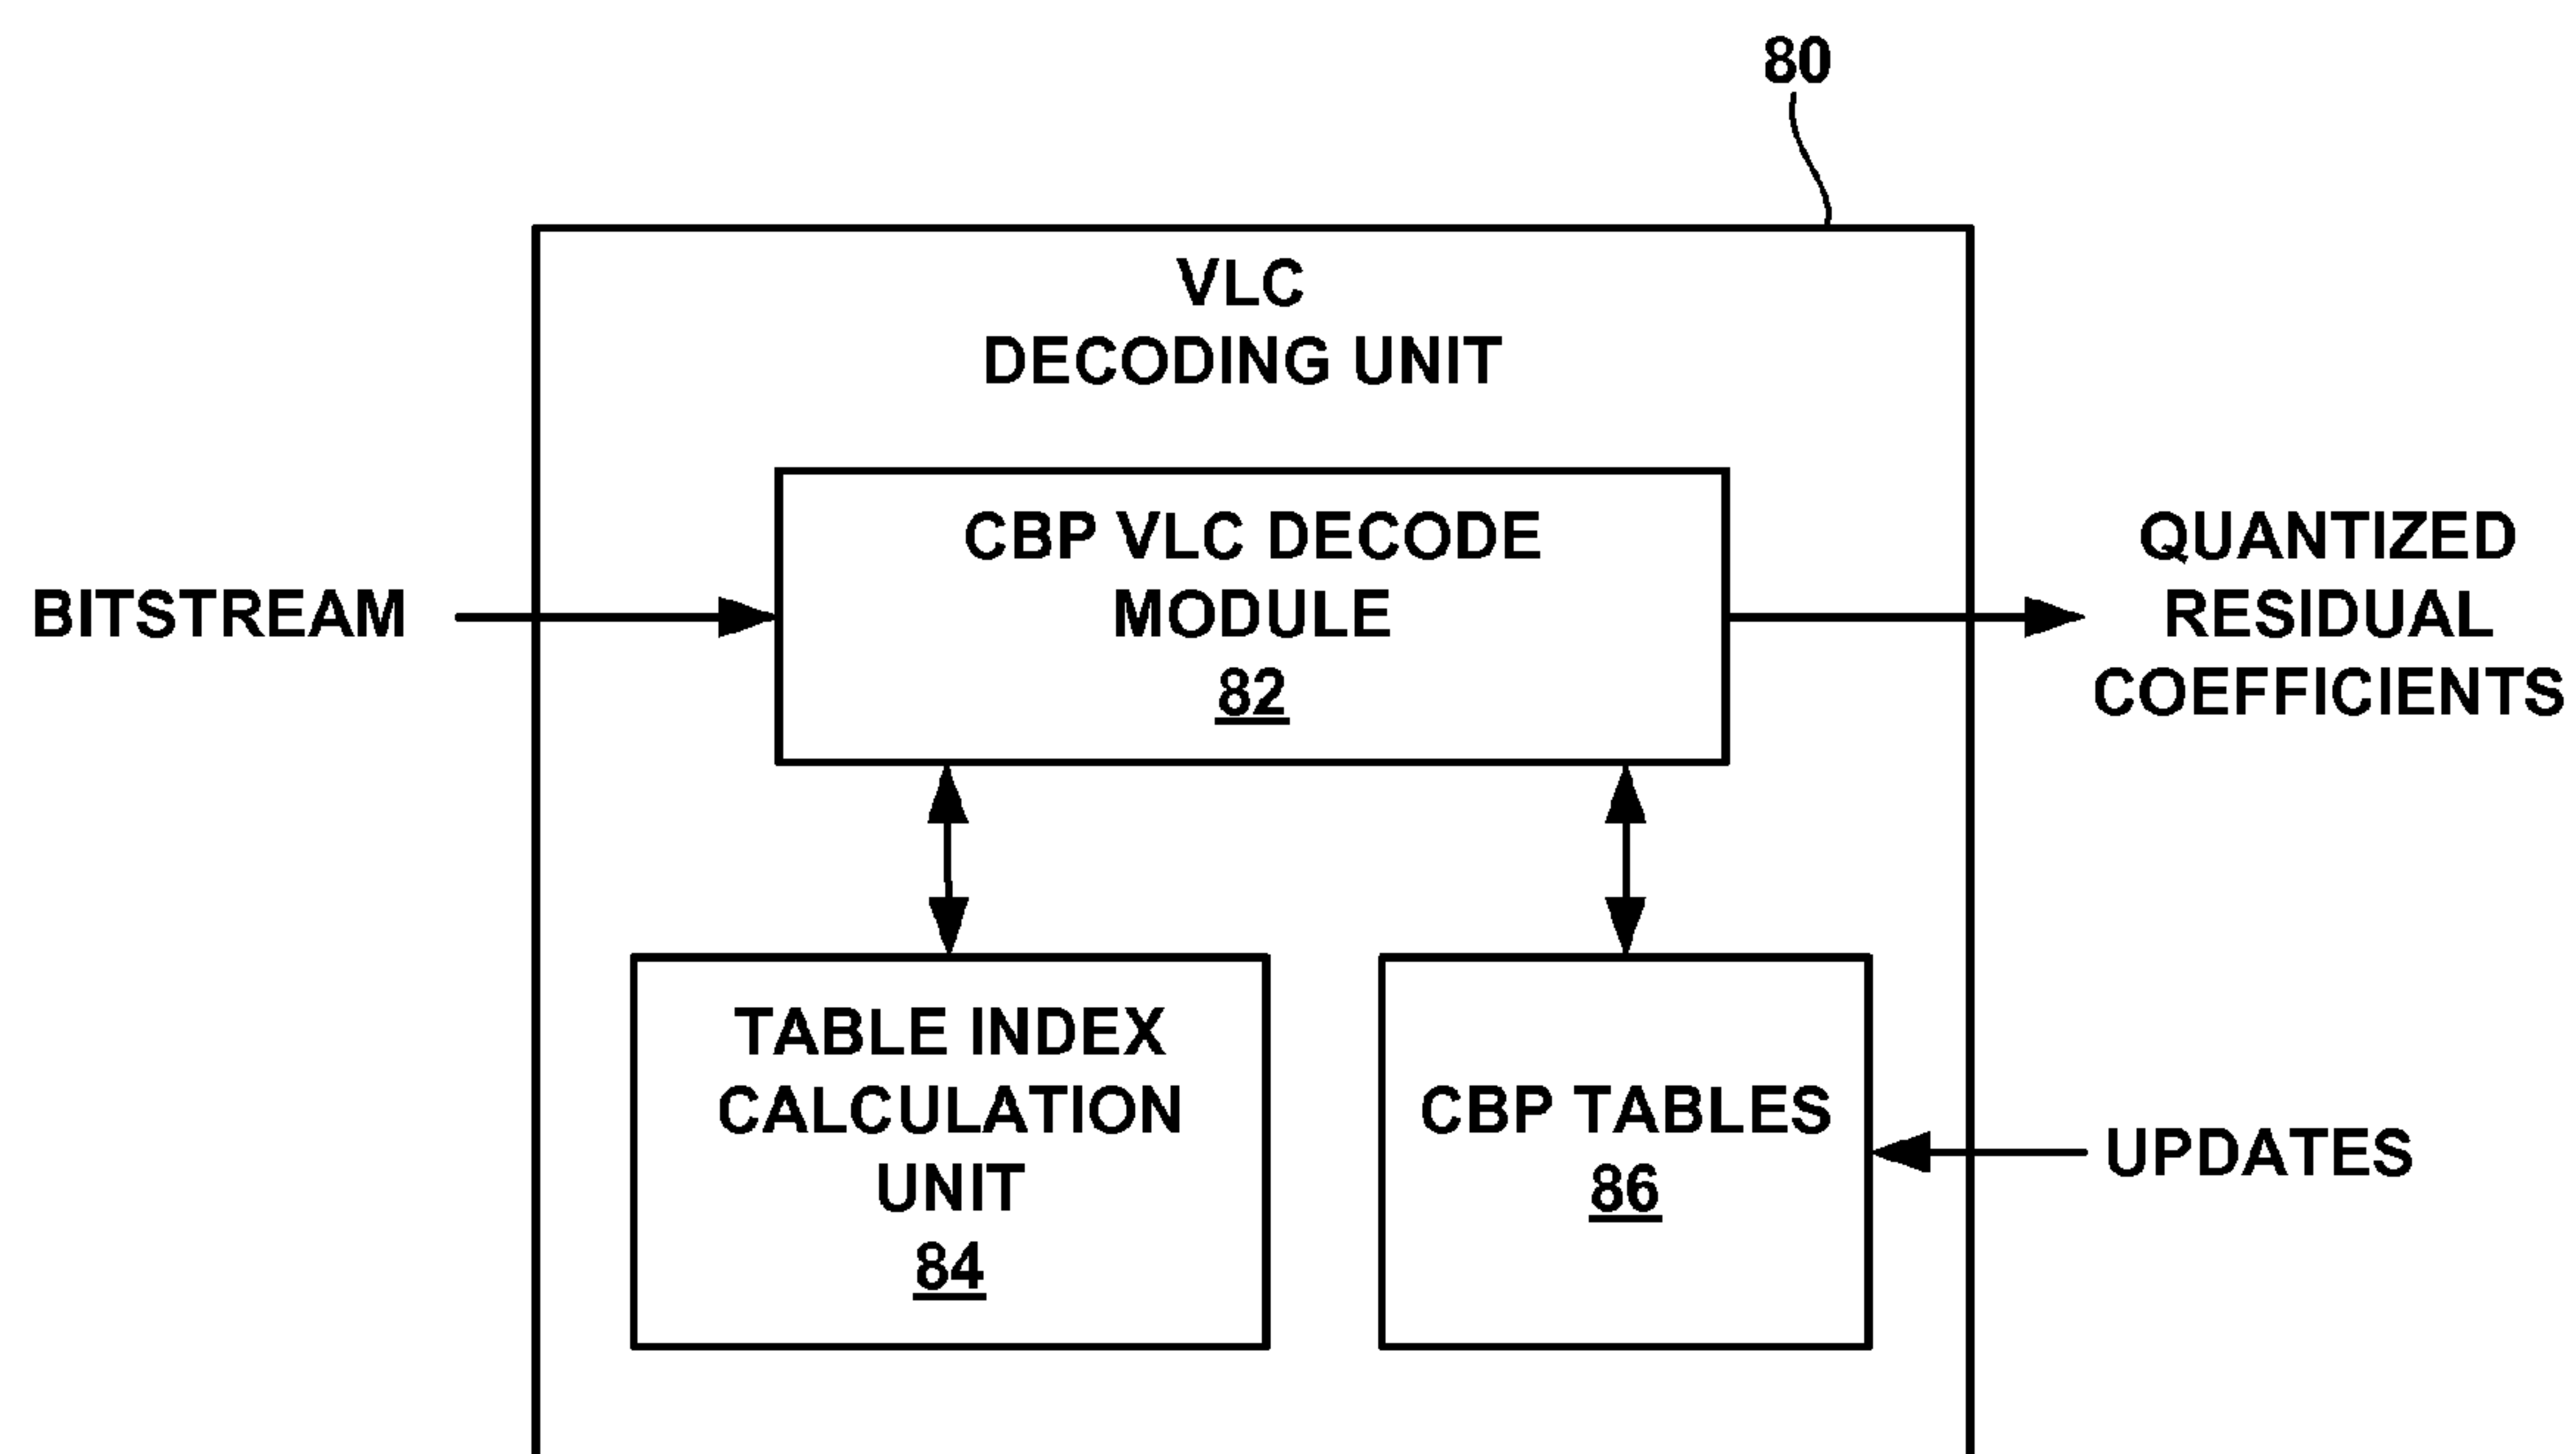 80
VLC
DECODING UNIT
CBP VLC DECODE
MODULE
82
BITSTREAM
QUANTIZED
RESIDUAL
COEFFICIENTS
TABLE INDEX
CALCULATION
UNIT
84
CBP TABLES
86
UPDATES